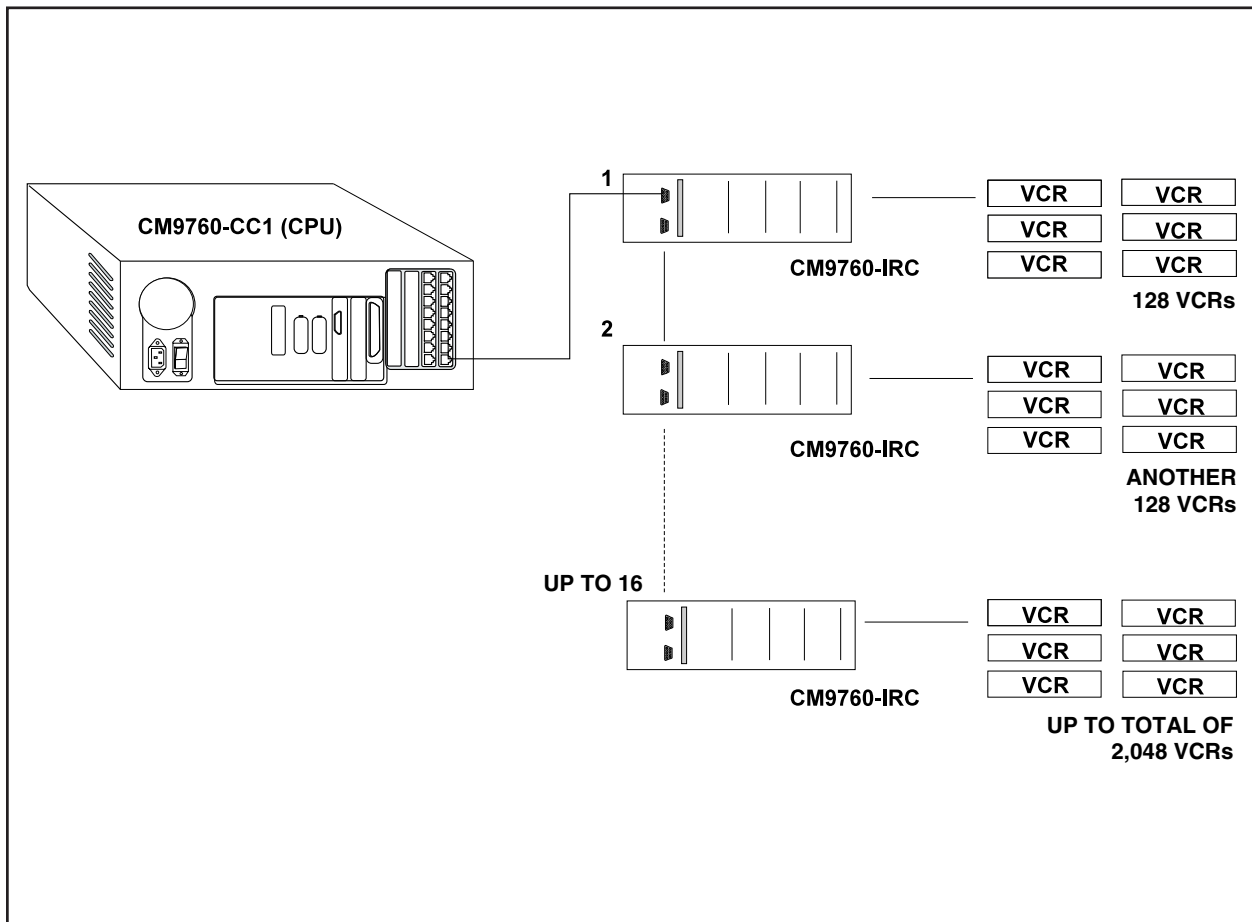 CM9760-CC1 (CPU)
1
CM9760-IRC
VCR VCR
VCR VCR
VCR VCR
128 VCRs
2
CM9760-IRC
VCR VCR
VCR VCR
VCR VCR
ANOTHER
128 VCRs
UP TO 16
CM9760-IRC
VCR VCR
VCR VCR
VCR VCR
UP TO TOTAL OF
2,048 VCRs